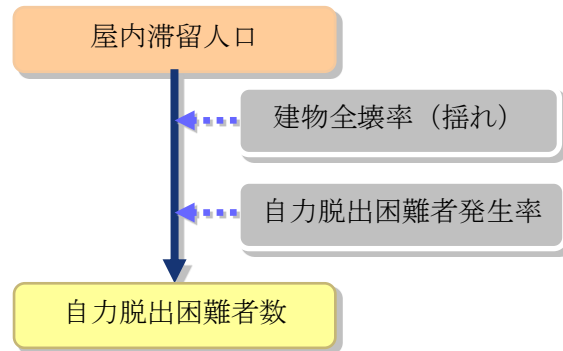 屋内滞留人口
建物全壊率（揺れ）
自力脱出困難者発生率
自力脱出困難者数